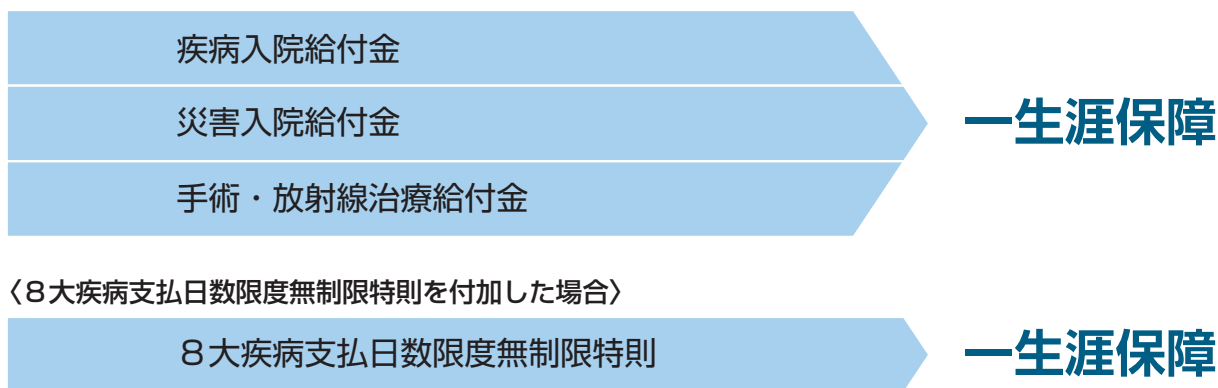 疾病入院給付金
災害入院給付金
一生涯保障
手術・放射線治療給付金
〈８大疾病支払日数限度無制限特則を付加した場合〉
８大疾病支払日数限度無制限特則
一生涯保障